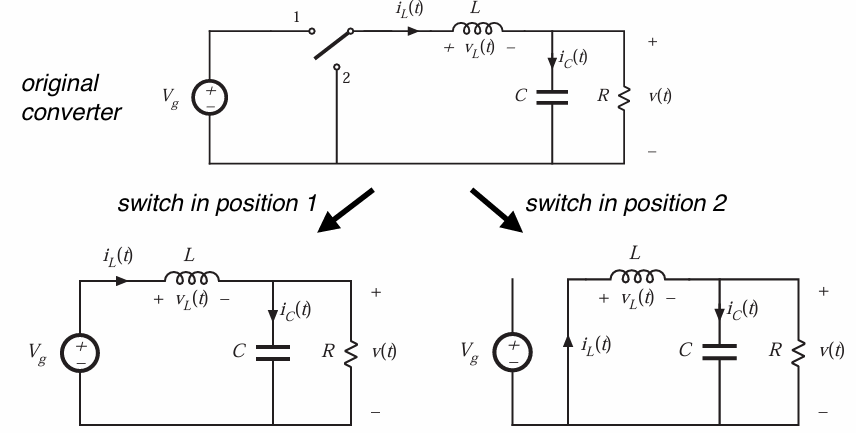 1
i_L(t)
L
+ v_L(t) −
+
original
converter
V_g
+
−
2
i_C(t)
C
R
v(t)
−
switch in position 1
switch in position 2
i_L(t)
L
+ v_L(t) −
i_C(t)
+
V_g
+
−
C
R
v(t)
−
L
+ v_L(t) −
i_C(t)
+
V_g
+
−
i_L(t)
C
R
v(t)
−